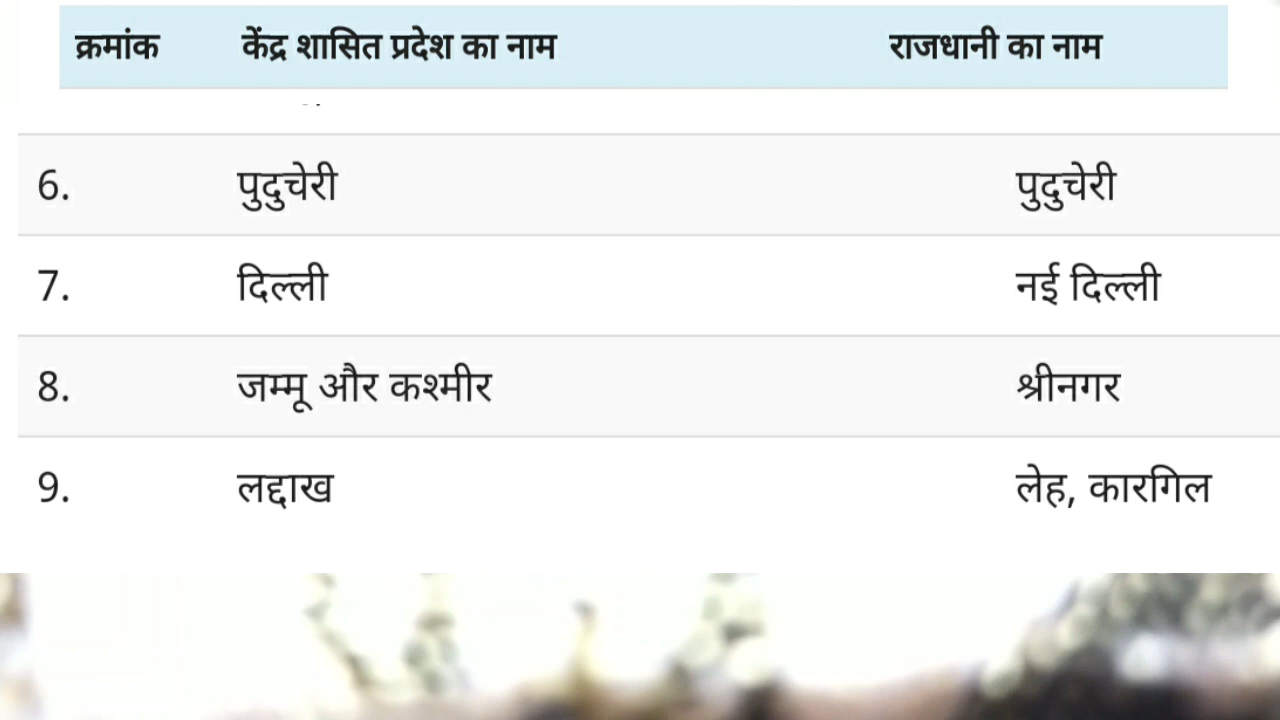 क्रमांक केंद्र शासित प्रदेश का नाम राजधानी का नाम
6. पुदुचेरी पुदुचेरी
7. दिल्ली नई दिल्ली
8. जम्मू और कश्मीर श्रीनगर
9. लद्दाख लेह, कारगिल